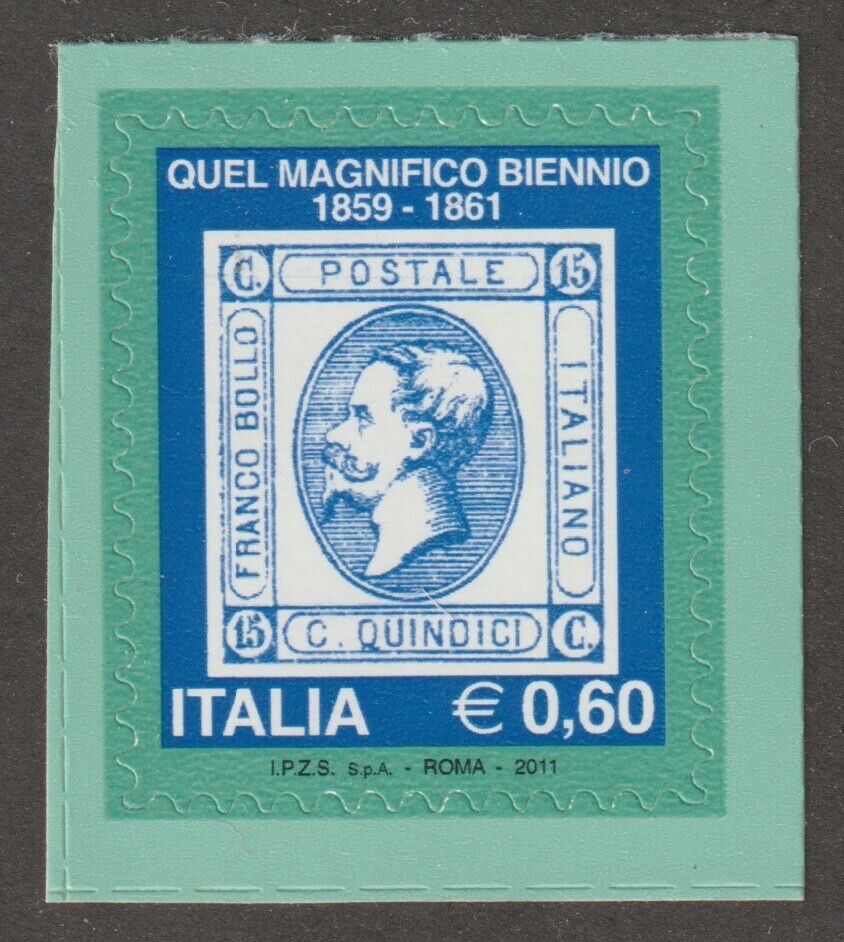 QUEL MAGNIFICO BIENNIO
1859 - 1861
C. POSTALE 15
FRANCO BOLLO
ITALIANO
15 C. QUINDICI C.
ITALIA € 0,60
I.P.Z.S. S.p.A. - ROMA - 2011